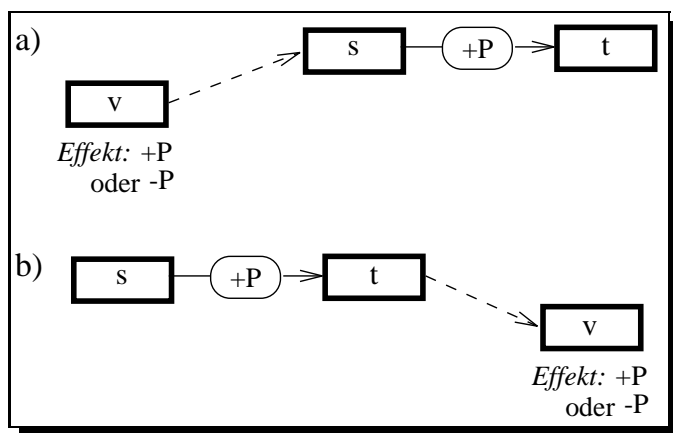 a)
s +P t
v
Effekt: +P
oder -P
b)
s +P t
v
Effekt: +P
oder -P